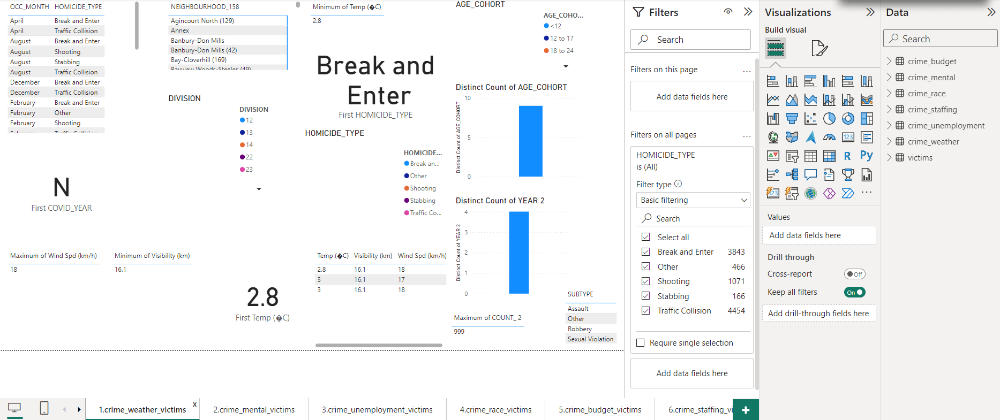 OCC_MONTH HOMICIDE_TYPE
April Break and Enter
April Traffic Collision
August Break and Enter
August Shooting
August Stabbing
August Traffic Collision
December Break and Enter
December Traffic Collision
February Break and Enter
February Other
February Shooting
February Traffic Collision
N
First COVID_YEAR
Maximum of Wind Spd (km/h)
18
Minimum of Visibility (km)
16.1
NEIGHBOURHOOD_158
Agincourt North (129)
Annex
Banbury-Don Mills
Banbury-Don Mills (42)
Bay-Cloverhill (169)
Bayview Woods-Steeles (49)
DIVISION
DIVISION
12
13
14
22
23
2.8
First Temp (�C)
Minimum of Temp (�C)
2.8
Break and
Enter
First HOMICIDE_TYPE
HOMICIDE_TYPE
HOMICIDE...
Break an...
Other
Shooting
Stabbing
Traffic Co...
Temp (�C) Visibility (km) Wind Spd (km/h)
2.8 16.1 18
3 16.1 17
3 16.1 18
AGE_COHORT
AGE_COHO...
<12
12 to 17
18 to 24
Distinct Count of AGE_COHORT
Distinct Count of AGE_COHORT
10
5
0
Distinct Count of YEAR 2
Distinct Count of YEAR 2
4
3
2
1
0
Maximum of COUNT_ 2
999
SUBTYPE
Assault
Other
Robbery
Sexual Violation
Filters
Search
Filters on this page ...
Add data fields here
Filters on all pages ...
HOMICIDE_TYPE
is (All)
Filter type
Basic filtering
Search
Select all
Break and Enter 3843
Other 466
Shooting 1071
Stabbing 166
Traffic Collision 4454
Require single selection
Add data fields here
Visualizations
Build visual
123
R
Py
123
...
Values
Add data fields here
Drill through
Cross-report Off
Keep all filters On
Add drill-through fields here
Data
Search
crime_budget
crime_mental
crime_race
crime_staffing
crime_unemployment
crime_weather
victims
1.crime_weather_victims x
2.crime_mental_victims
3.crime_unemployment_victims
4.crime_race_victims
5.crime_budget_victims
6.crime_staffing_vi
+